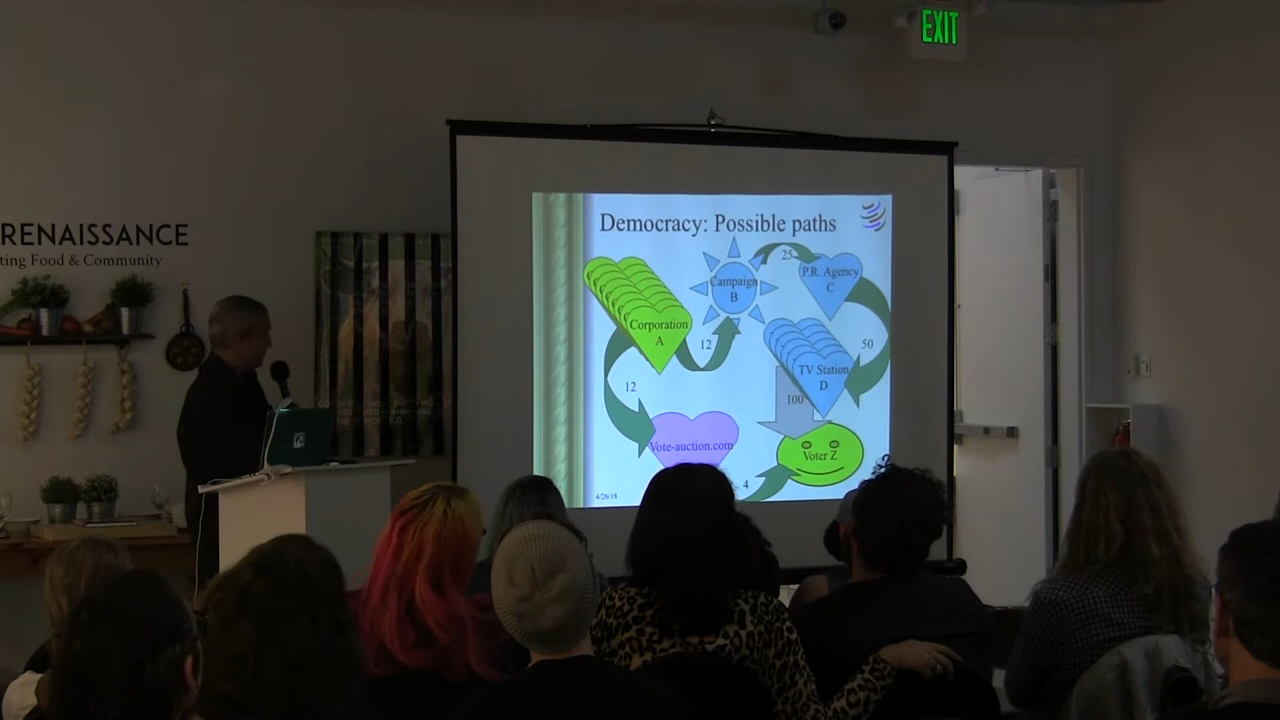 EXIT
RENAISSANCE
ting Food & Community
Democracy: Possible paths
25
Campaign
B
P.R. Agency
C
Corporation
A
12
50
TV Station
D
12
100
Vote-auction.com
Voter Z
4
4/26/18